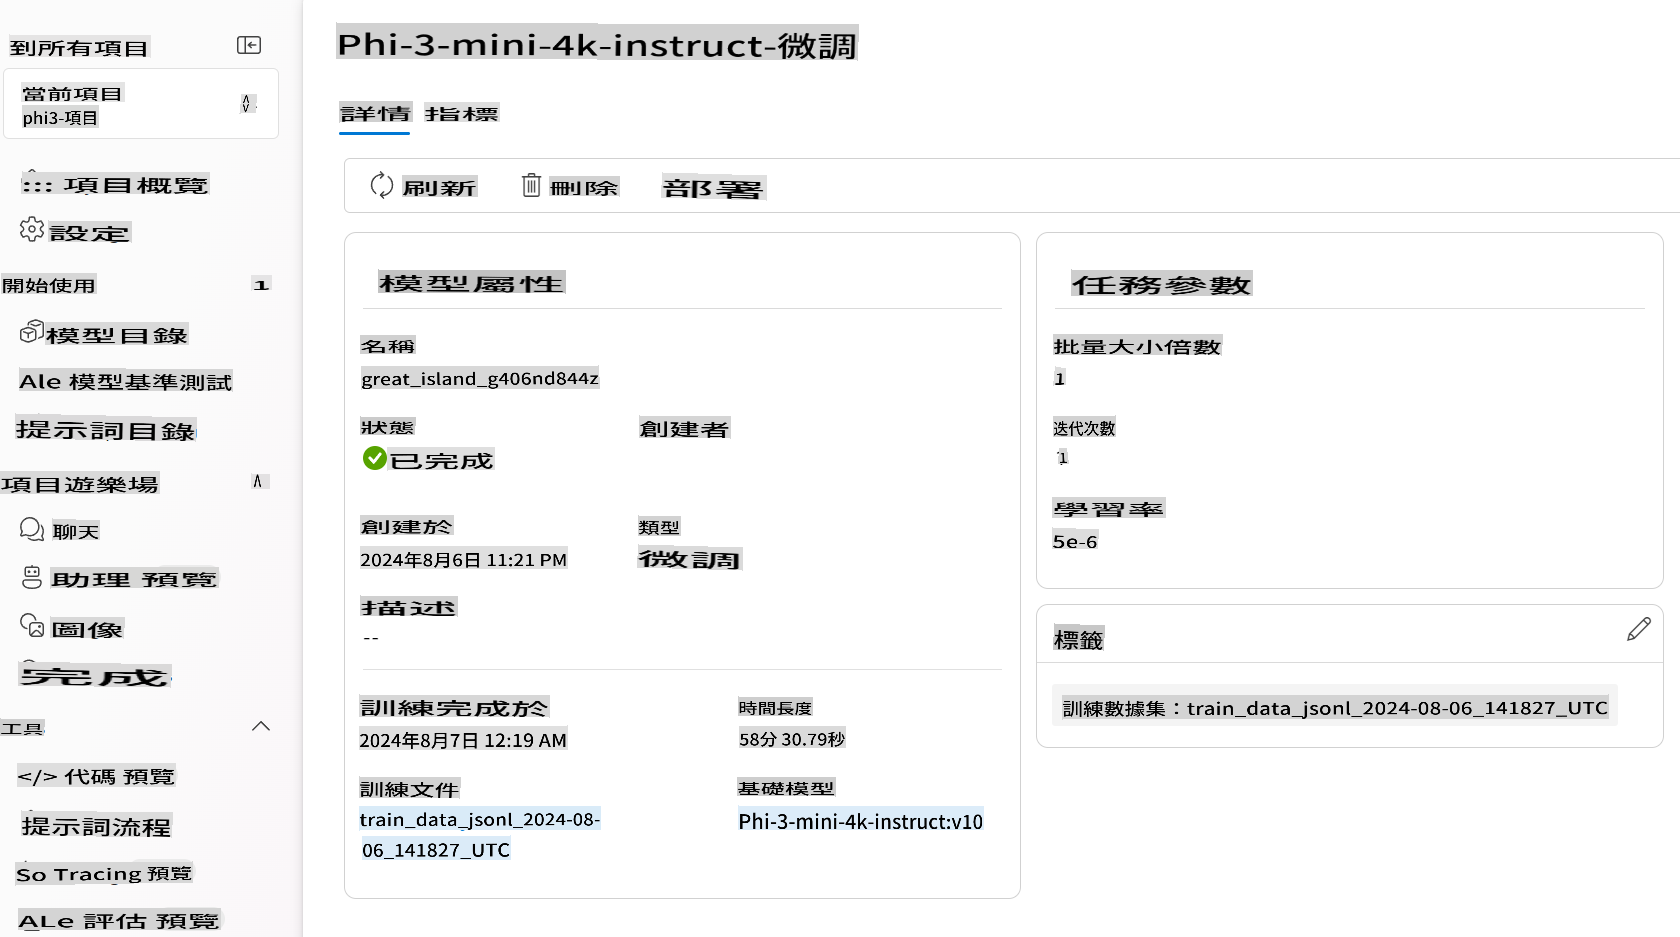 到所有項目
當前項目
phi3-項目
項目概覽
設定
開始使用
1
模型目錄
Ale 模型基準測試
提示詞目錄
項目遊樂場
聊天
助理 預覽
圖像
完成
工具
</> 代碼 預覽
提示詞流程
So Tracing 預覽
ALe 評估 預覽
Phi-3-mini-4k-instruct-微調
詳情 指標
刷新 刪除 部署
模型屬性
名稱
great_island_g406nd844z
狀態 創建者
已完成
創建於 類型
2024年8月6日 11:21 PM 微調
描述
--
訓練完成於 時間長度
2024年8月7日 12:19 AM 58分 30.79秒
訓練文件 基礎模型
train_data_jsonl_2024-08- Phi-3-mini-4k-instruct:v10
06_141827_UTC
任務參數
批量大小倍數
1
迭代次數
1
學習率
5e-6
標籤
訓練數據集：train_data_jsonl_2024-08-06_141827_UTC